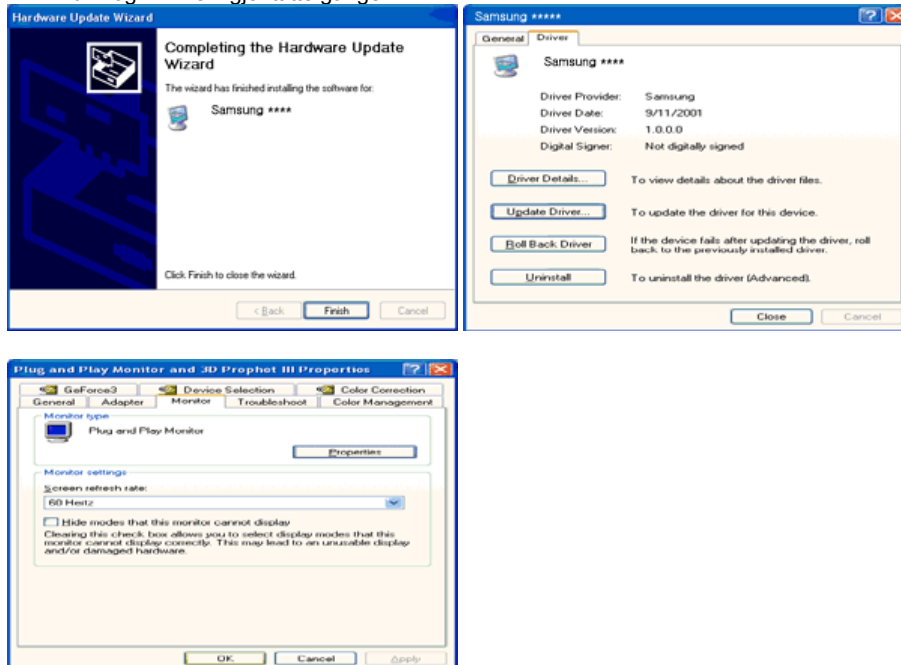 Hardware Update Wizard
Completing the Hardware Update
Wizard
The wizard has finished installing the software for:
Samsung ****
Click Finish to close the wizard.
< Back
Finish
Cancel
Samsung *****
General
Driver
Samsung ****
Driver Provider: Samsung
Driver Date: 9/11/2001
Driver Version: 1.0.0.0
Digital Signer: Not digitally signed
Driver Details... To view details about the driver files.
Update Driver... To update the driver for this device.
Roll Back Driver If the device fails after updating the driver, roll
back to the previously installed driver.
Uninstall To uninstall the driver (Advanced).
Close
Cancel
Plug and Play Monitor and 3D Prophet III Properties
GeForce3 Device Selection Color Correction
General Adapter Monitor Troubleshoot Color Management
Monitor type
Plug and Play Monitor
Properties
Monitor settings
Screen refresh rate:
60 Hertz
Hide modes that this monitor cannot display
Clearing this check box allows you to select display modes that this
monitor cannot display correctly. This may lead to an unusable display
and/or damaged hardware.
OK
Cancel
Apply